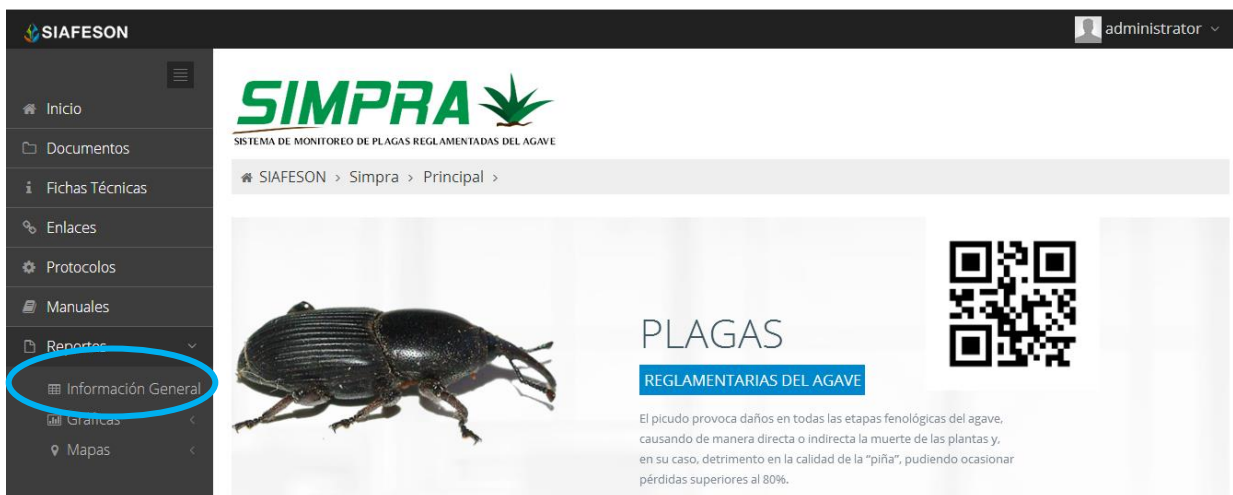 SIAFESON
administrator
Inicio
Documentos
Fichas Técnicas
Enlaces
Protocolos
Manuales
Reportes
Información General
Gráficas
Mapas
SIMPRA
SISTEMA DE MONITOREO DE PLAGAS REGLAMENTADAS DEL AGAVE
SIAFESON > Simpra > Principal >
PLAGAS
REGLAMENTARIAS DEL AGAVE
El picudo provoca daños en todas las etapas fenológicas del agave,
causando de manera directa o indirecta la muerte de las plantas y,
en su caso, detrimento en la calidad de la “piña”, pudiendo ocasionar
pérdidas superiores al 80%.